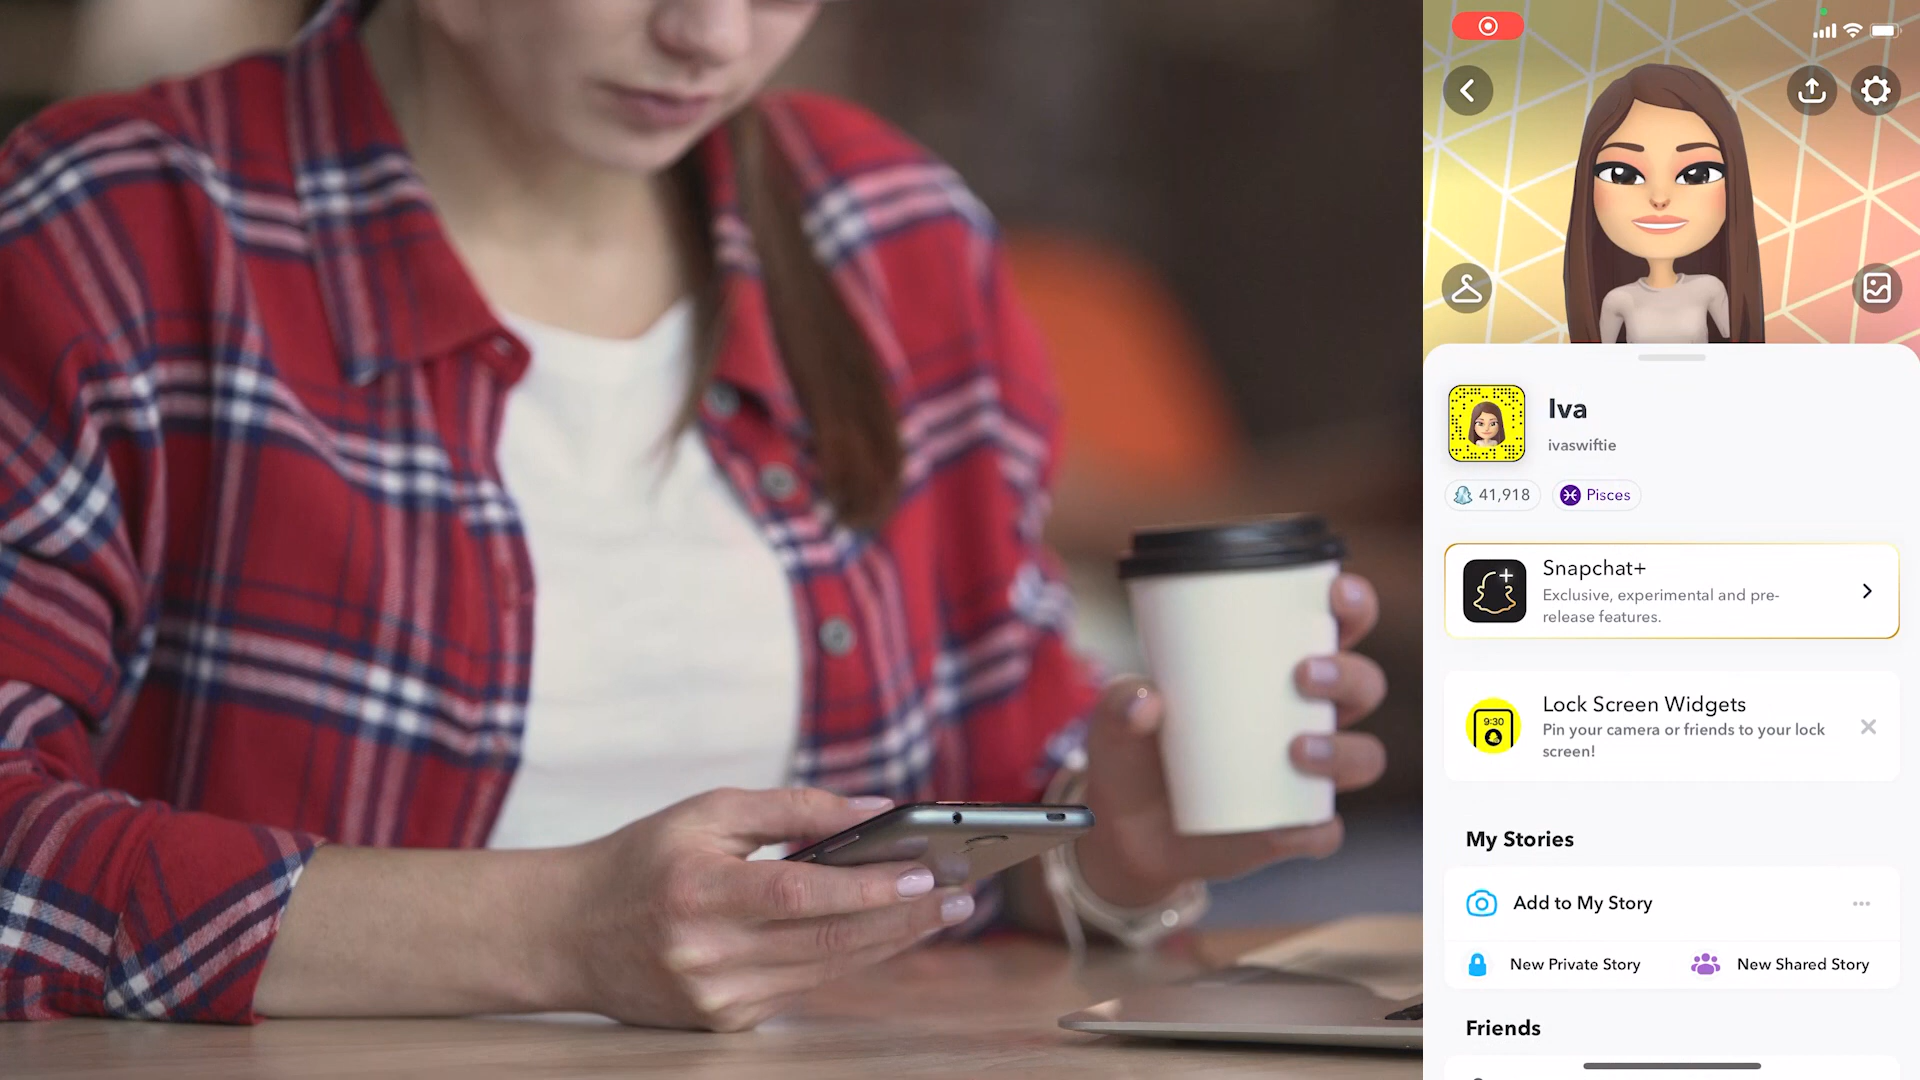 Iva
ivaswiftie
41,918
Pisces
Snapchat+
Exclusive, experimental and pre-
release features.
9:30
Lock Screen Widgets
Pin your camera or friends to your lock
screen!
My Stories
Add to My Story
New Private Story
New Shared Story
Friends